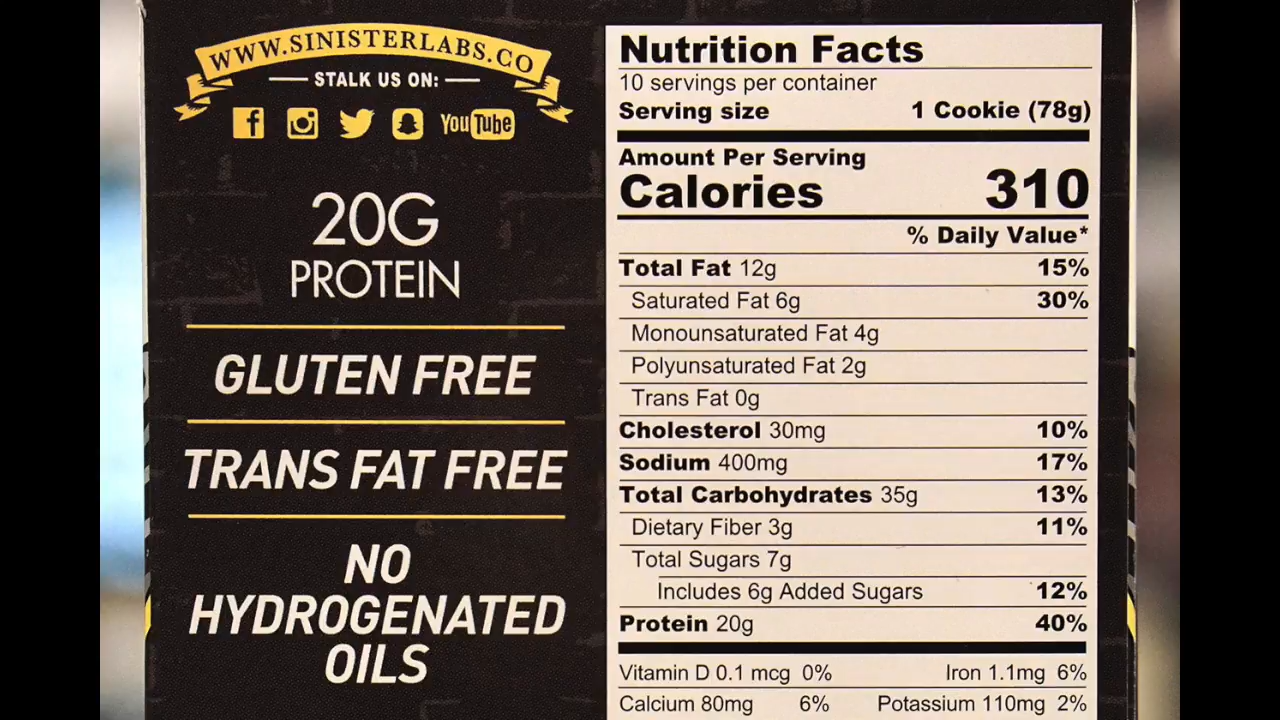 WWW.SINISTERLABS.CO
STALK US ON:
YouTube
20G
PROTEIN
GLUTEN FREE
TRANS FAT FREE
NO
HYDROGENATED
OILS
Nutrition Facts
10 servings per container
Serving size 1 Cookie (78g)
Amount Per Serving
Calories 310
% Daily Value*
Total Fat 12g 15%
Saturated Fat 6g 30%
Monounsaturated Fat 4g
Polyunsaturated Fat 2g
Trans Fat 0g
Cholesterol 30mg 10%
Sodium 400mg 17%
Total Carbohydrates 35g 13%
Dietary Fiber 3g 11%
Total Sugars 7g
Includes 6g Added Sugars 12%
Protein 20g 40%
Vitamin D 0.1 mcg 0% Iron 1.1mg 6%
Calcium 80mg 6% Potassium 110mg 2%